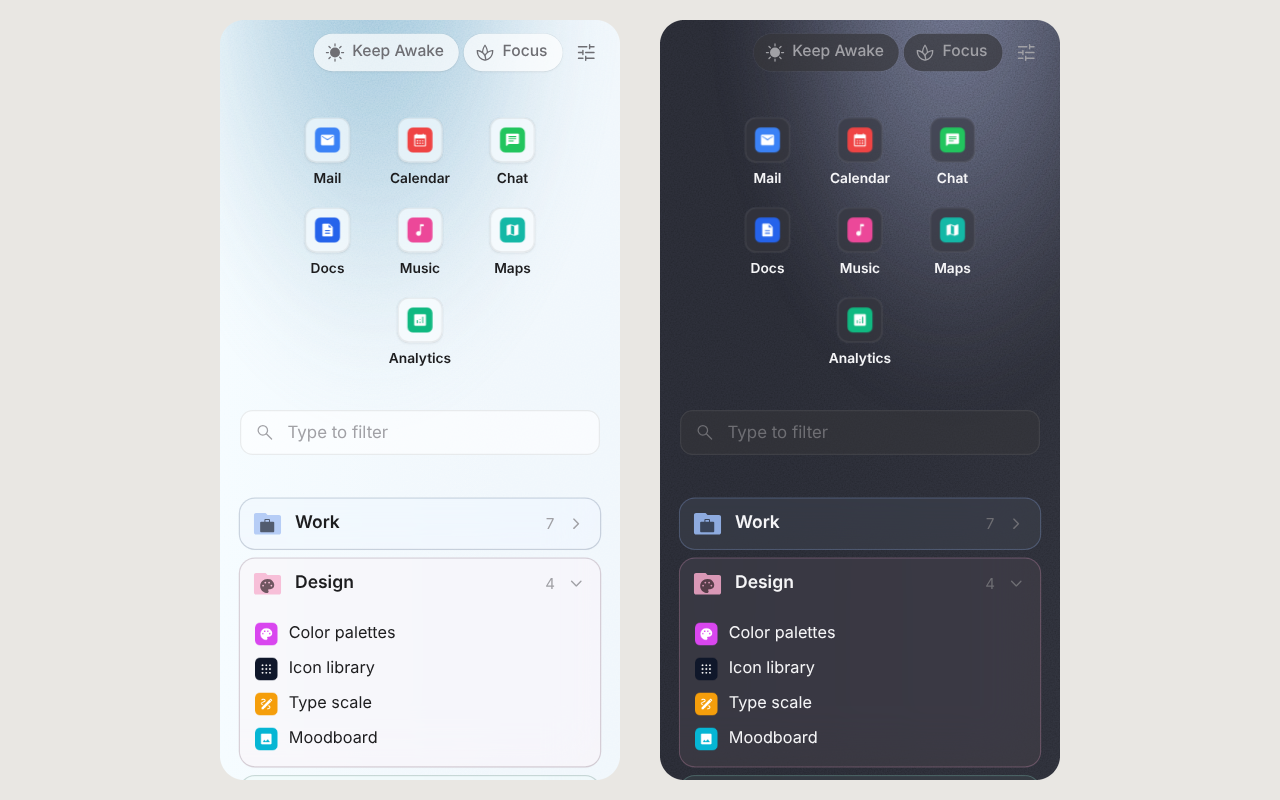 Keep Awake
Focus
Mail
Calendar
Chat
Docs
Music
Maps
Analytics
Type to filter
Work
7
Design
4
Color palettes
Icon library
Type scale
Moodboard
Keep Awake
Focus
Mail
Calendar
Chat
Docs
Music
Maps
Analytics
Type to filter
Work
7
Design
4
Color palettes
Icon library
Type scale
Moodboard